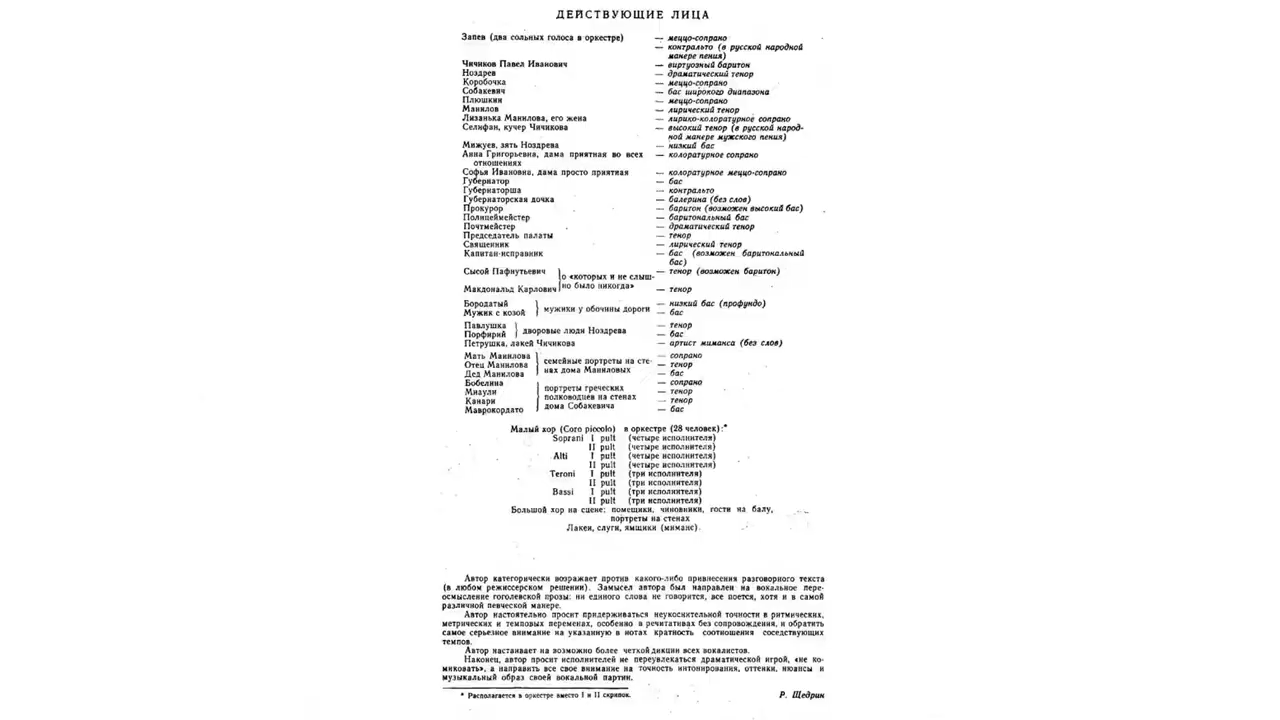 ДЕЙСТВУЮЩИЕ ЛИЦА
Запев (два сольных голоса в оркестре) — меццо-сопрано
— контральто (в русской народной
манере пения)
Чичиков Павел Иванович — виртуозный баритон
Ноздрев — драматический тенор
Коробочка — меццо-сопрано
Собакевич — бас широкого диапазона
Плюшкин — меццо-сопрано
Манилов — лирический тенор
Лизанька Манилова, его жена — лирико-колоратурное сопрано
Селифан, кучер Чичикова — высокий тенор (в русской народ-
ной манере мужского пения)
Мижуев, зять Ноздрева — низкий бас
Анна Григорьевна, дама приятная во всех — колоратурное сопрано
отношениях
Софья Ивановна, дама просто приятная — колоратурное меццо-сопрано
Губернатор — бас
Губернаторша — контральто
Губернаторская дочка — балерина (без слов)
Прокурор — баритон (возможен высокий бас)
Полицеймейстер — баритональный бас
Почтмейстер — драматический тенор
Председатель палаты — тенор
Священник — лирический тенор
Капитан-исправник — бас (возможен баритональный
бас)
Сысой Пафнутьевич — тенор (возможен баритон)
о «которых и не слыш-
но было никогда»
Макдональд Карлович — тенор
Бородатый — низкий бас (профундо)
мужики у обочины дороги
Мужик с козой — бас
Павлушка — тенор
дворовые люди Ноздрева
Порфирий — бас
Петрушка, лакей Чичикова — артист миманса (без слов)
Мать Манилова — сопрано
Отец Манилова семейные портреты на сте- — тенор
Дед Манилова нах дома Маниловых — бас
Бобелина — сопрано
Миаули портреты греческих — тенор
Канари полководцев на стенах — тенор
Маврокордато дома Собакевича — бас
Малый хор (Coro piccolo) в оркестре (28 человек):*
Soprani I pult (четыре исполнителя)
II pult (четыре исполнителя)
Alti I pult (четыре исполнителя)
II pult (четыре исполнителя)
Teroni I pult (три исполнителя)
II pult (три исполнителя)
Bassi I pult (три исполнителя)
II pult (три исполнителя)
Большой хор на сцене: помещики, чиновники, гости на балу,
портреты на стенах
Лакеи, слуги, ямщики (миманс).
Автор категорически возражает против какого-либо привнесения разговорного текста
(в любом режиссерском решении). Замысел автора был направлен на вокальное пере-
осмысление гоголевской прозы: ни единого слова не говорится, все поется, хотя и в самой
различной певческой манере.
Автор настоятельно просит придерживаться неукоснительной точности в ритмических,
метрических и темповых переменах, особенно в речитативах без сопровождения, и обратить
самое серьезное внимание на указанную в нотах кратность соотношения соседствующих
темпов.
Автор настаивает на возможно более четкой дикции всех вокалистов.
Наконец, автор просит исполнителей не переувлекаться драматической игрой, «не ко-
миковать», а направить все свое внимание на точность интонирования, оттенки, нюансы и
музыкальный образ своей вокальной партии.
* Располагается в оркестре вместо I и II скрипок.
Р. Щедрин